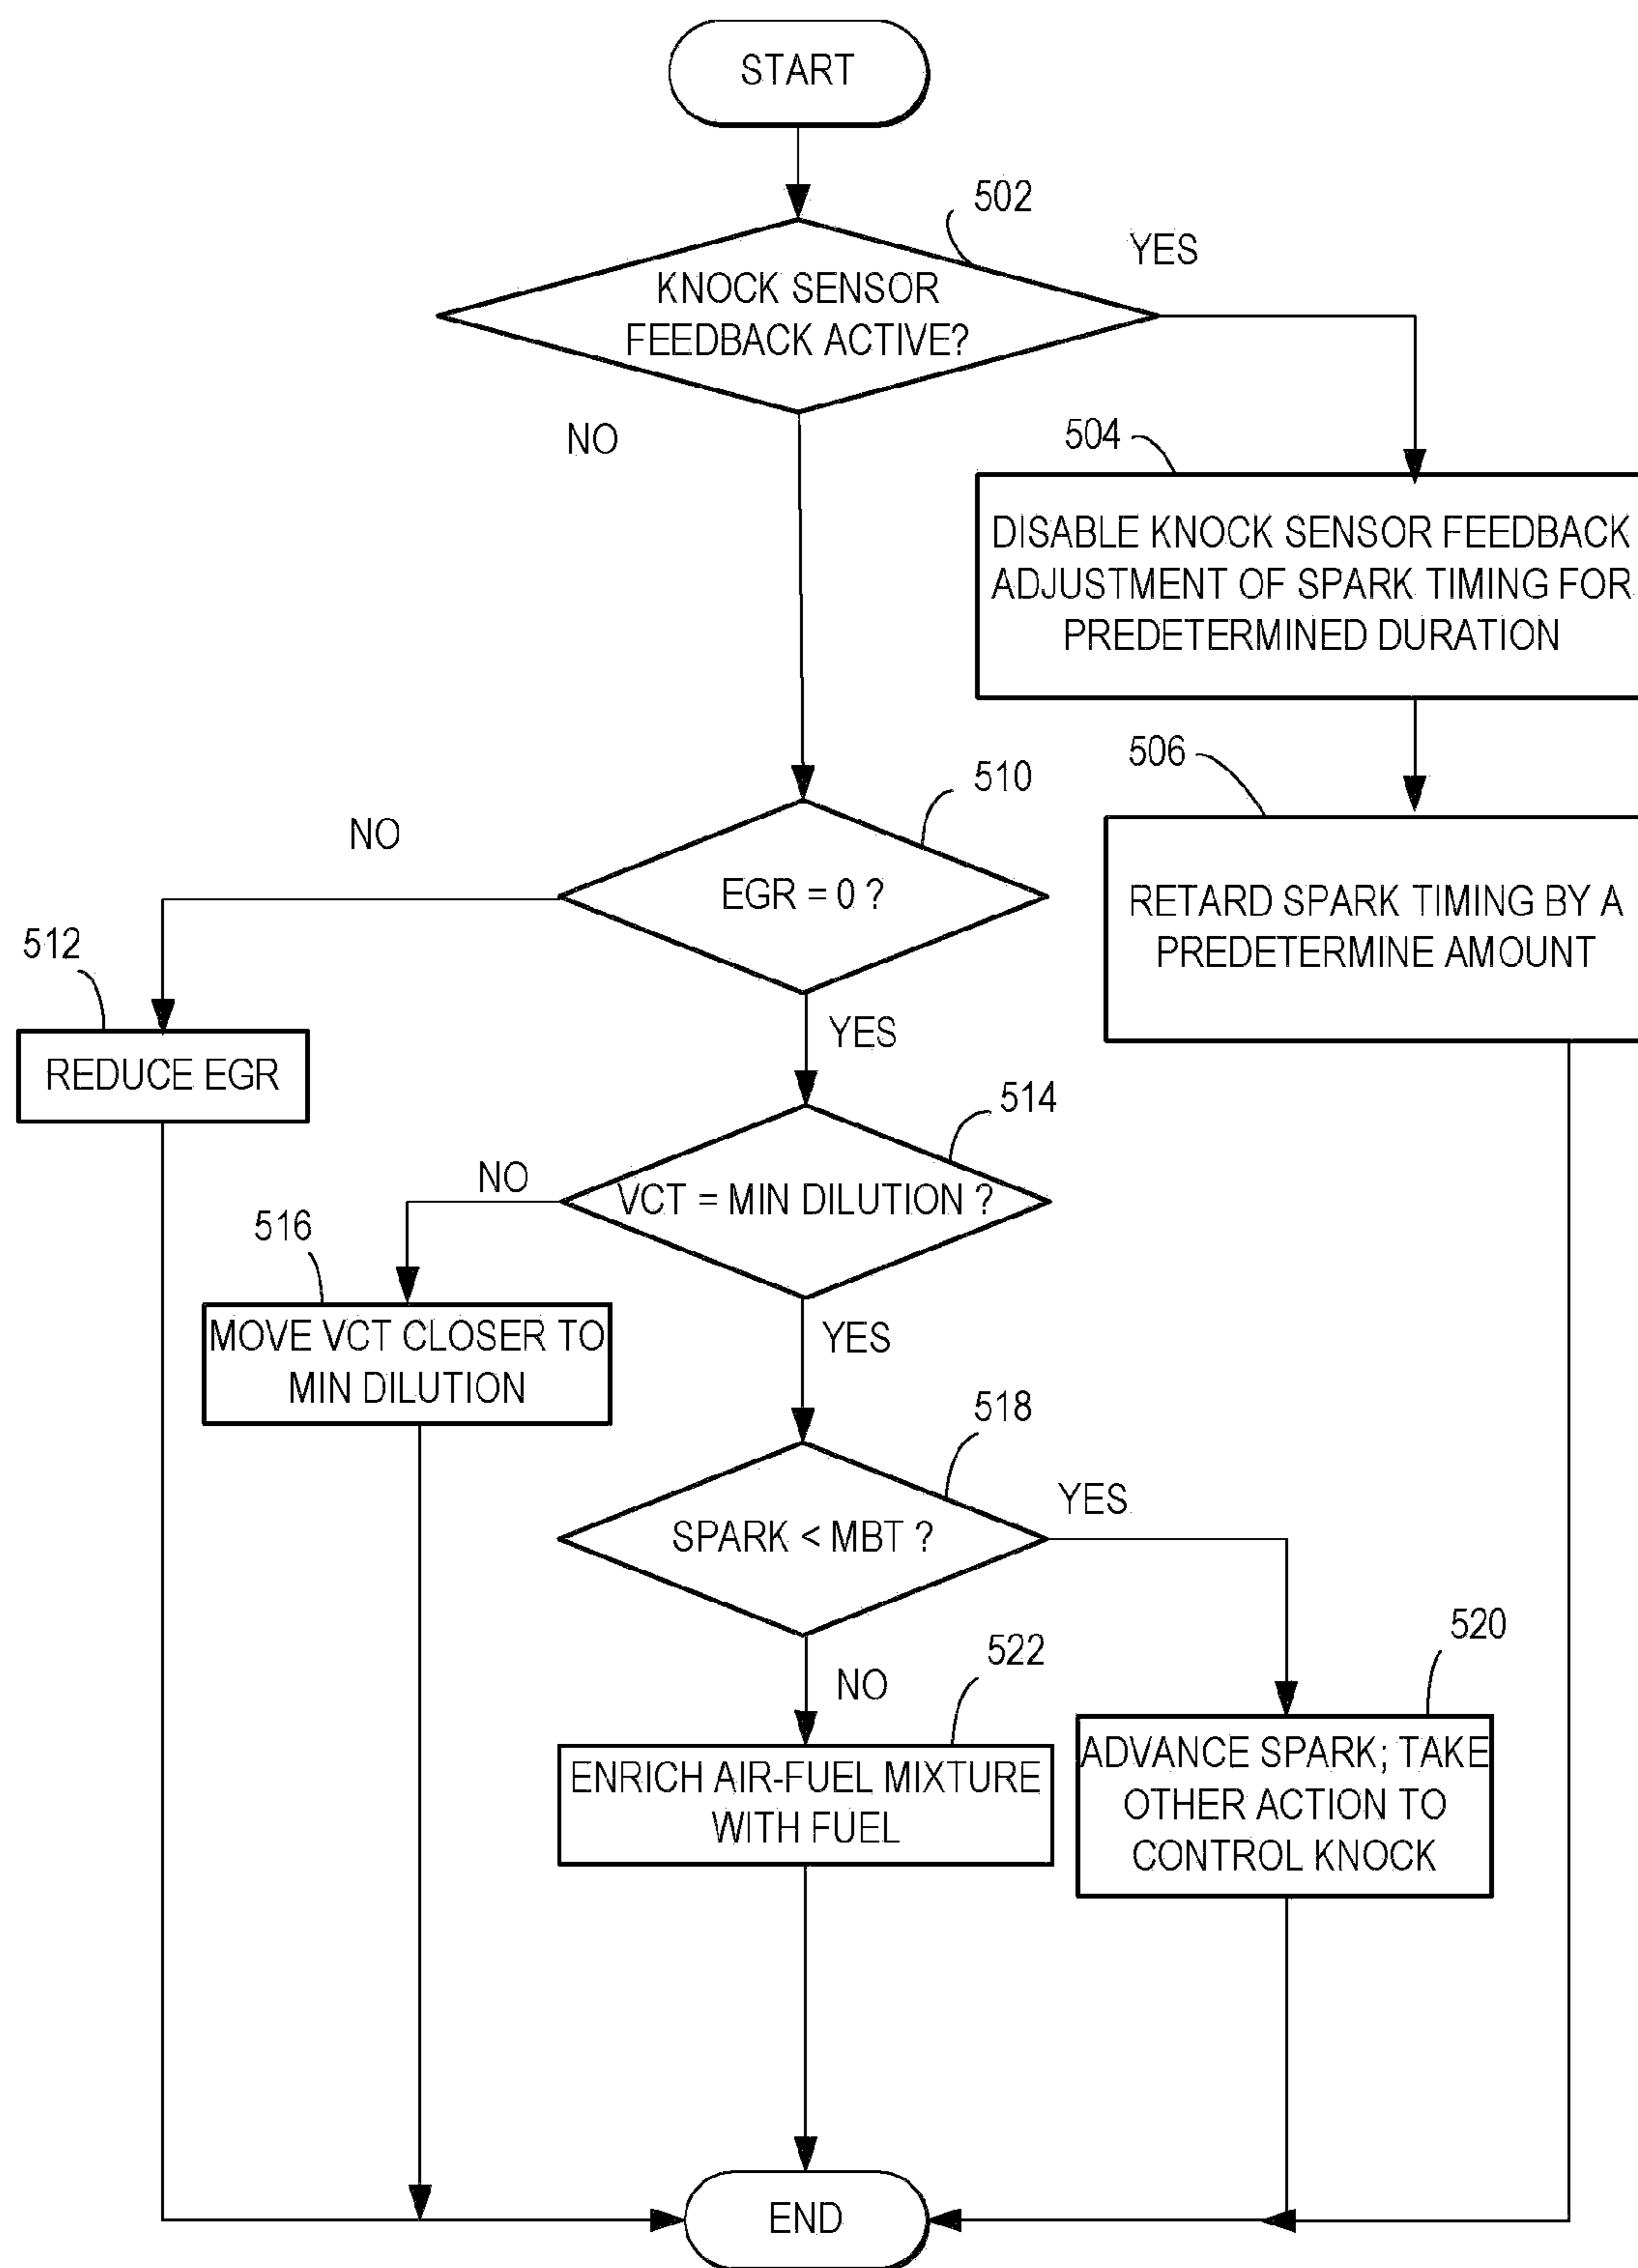 START
502
YES
KNOCK SENSOR
FEEDBACK ACTIVE?
NO
504
DISABLE KNOCK SENSOR FEEDBACK
ADJUSTMENT OF SPARK TIMING FOR
PREDETERMINED DURATION
506
510
NO
EGR = 0 ?
RETARD SPARK TIMING BY A
PREDETERMINE AMOUNT
512
YES
REDUCE EGR
514
NO
VCT = MIN DILUTION ?
516
YES
MOVE VCT CLOSER TO
MIN DILUTION
518
YES
SPARK < MBT ?
520
522
NO
ENRICH AIR-FUEL MIXTURE
WITH FUEL
ADVANCE SPARK; TAKE
OTHER ACTION TO
CONTROL KNOCK
END